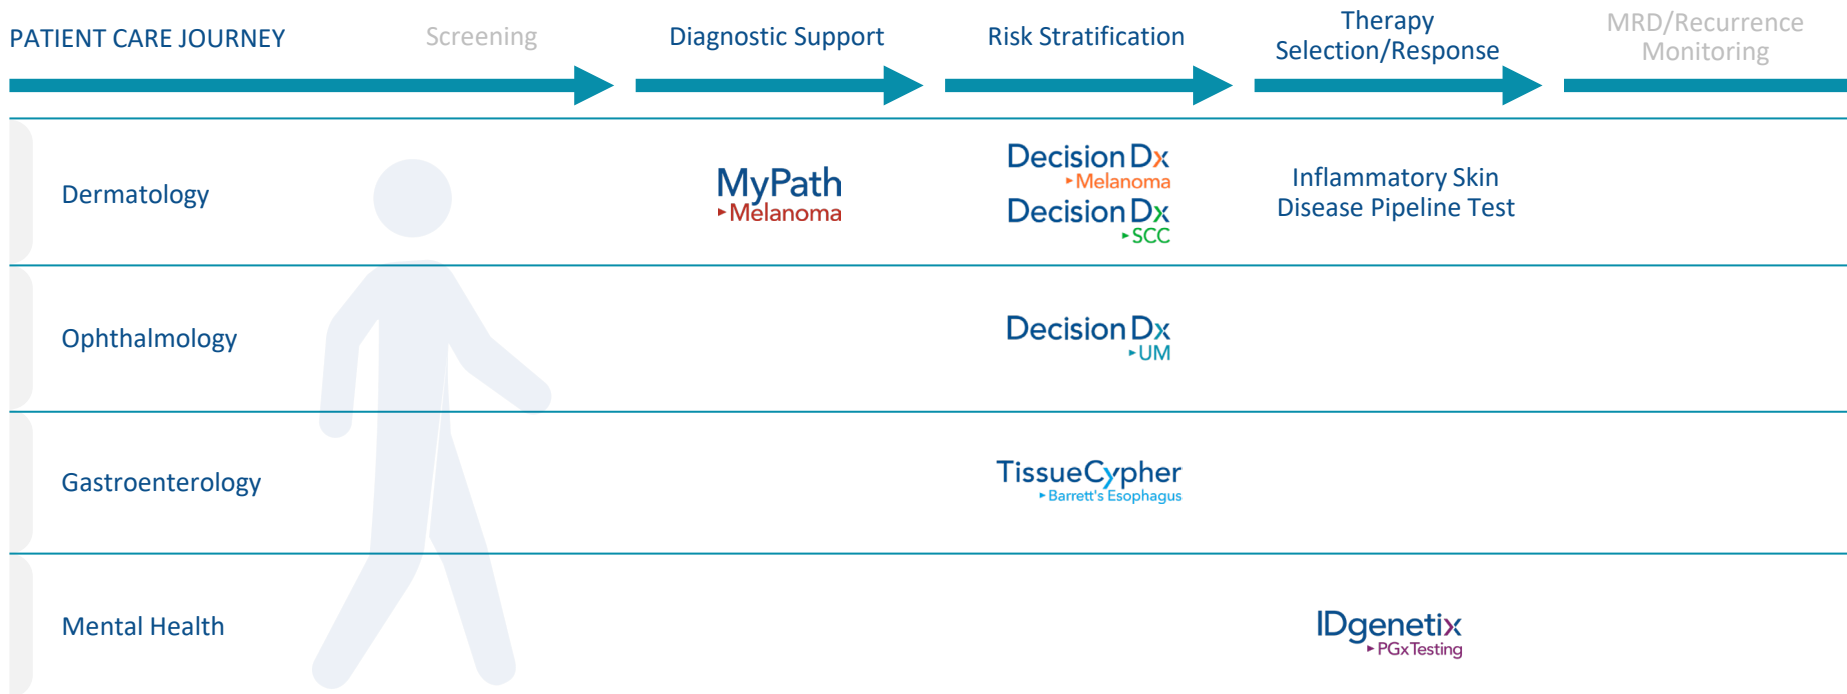 PATIENT CARE JOURNEY
Screening
Diagnostic Support
Risk Stratification
Therapy
Selection/Response
MRD/Recurrence
Monitoring
Dermatology
MyPath
Melanoma
DecisionDx
Melanoma
DecisionDx
SCC
Inflammatory Skin
Disease Pipeline Test
Ophthalmology
DecisionDx
UM
Gastroenterology
TissueCypher
Barrett's Esophagus
Mental Health
IDgenetix
PGxTesting